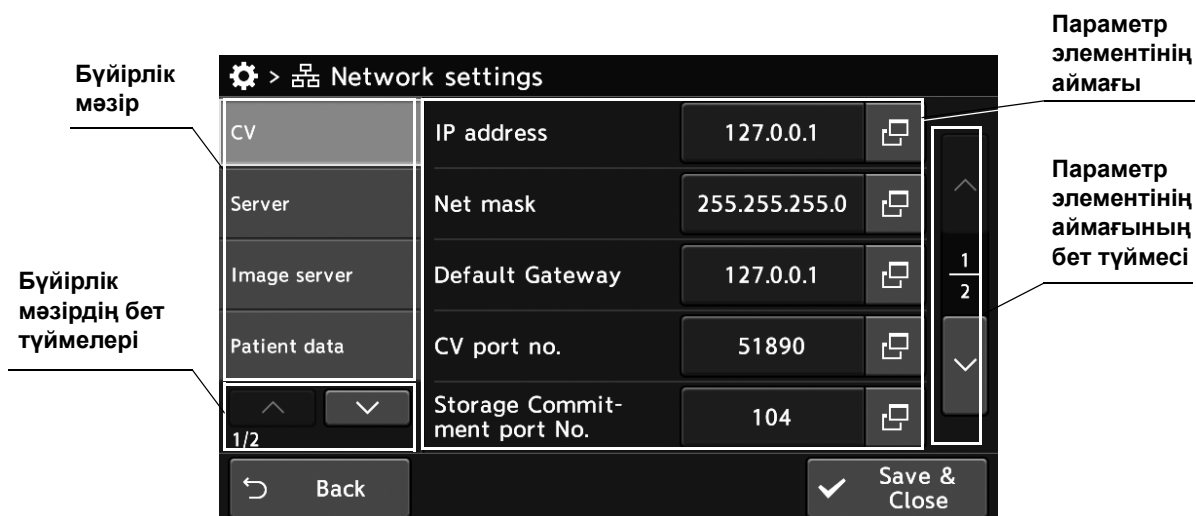 Бүйірлік
мәзір
Бүйірлік
мәзірдің бет
түймелері
> Network settings
CV
Server
Image server
Patient data
1/2
IP address 127.0.0.1
Net mask 255.255.255.0
Default Gateway 127.0.0.1
CV port no. 51890
Storage Commit-
ment port No. 104
1
2
Back
Save &
Close
Параметр
элементінің
аймағы
Параметр
элементінің
аймағының
бет түймесі